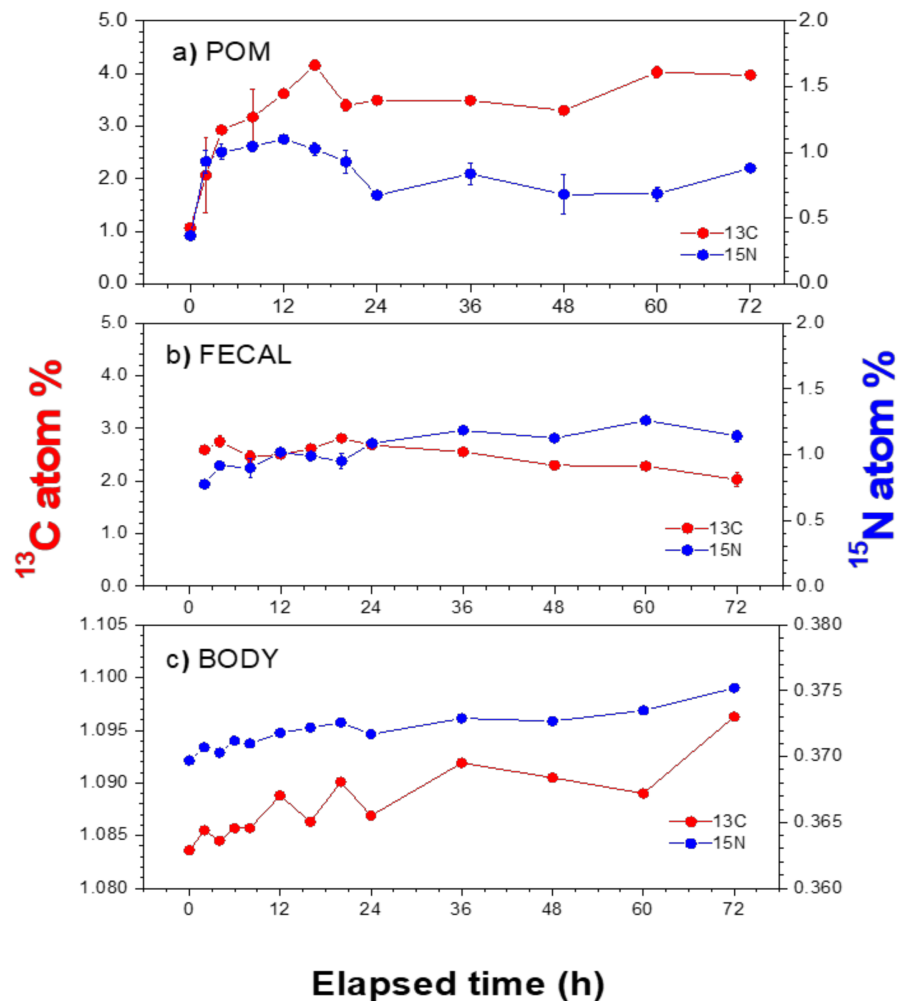 5.0
4.0
3.0
2.0
1.0
0.0
a) POM
2.0
1.5
1.0
0.5
0.0
13C
15N
0 12 24 36 48 60 72
5.0
4.0
3.0
2.0
1.0
0.0
b) FECAL
2.0
1.5
1.0
0.5
0.0
13C
15N
0 12 24 36 48 60 72
1.105
1.100
1.095
1.090
1.085
1.080
c) BODY
0.380
0.375
0.370
0.365
0.360
13C
15N
0 12 24 36 48 60 72
¹³C atom %
¹⁵N atom %
Elapsed time (h)